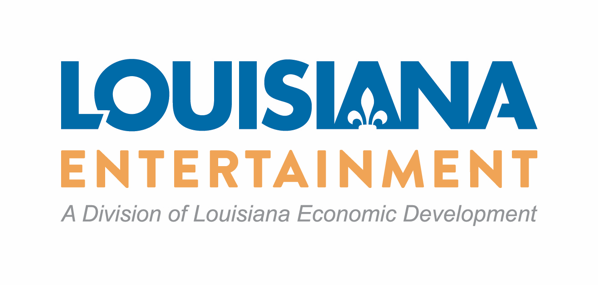 LOUISIANA
ENTERTAINMENT
A Division of Louisiana Economic Development